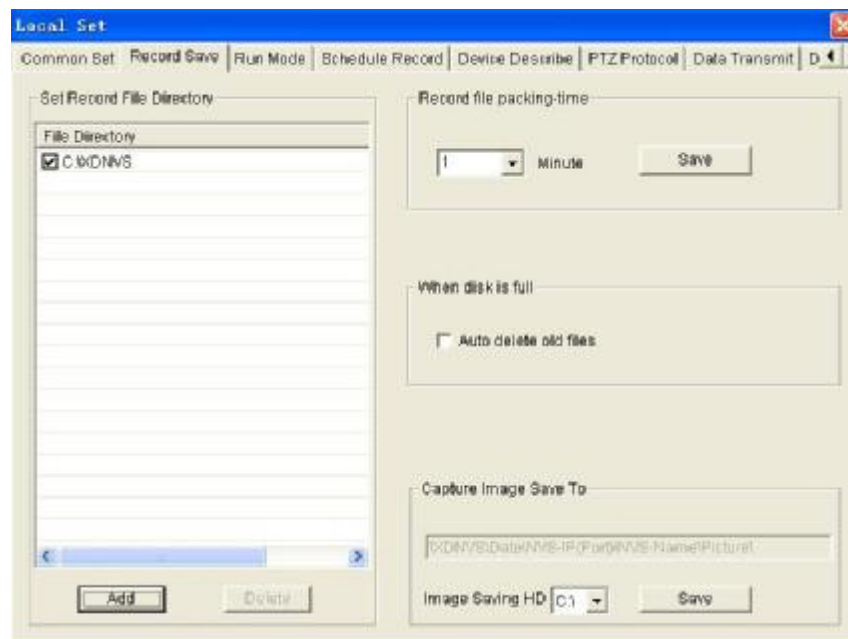 Local Set
Common Set Record Save Run Mode Schedule Record Device Describe PTZ Protocol Data Transmit D
Set Record File Directory
File Directory
C:\XDNVS
Add Delete
Record file packing-time
1 Minute Save
When disk is full
Auto delete old files
Capture Image Save To
\XDNVS\Date\NVS-IP(Port)\NVS-Name\Picture\
Image Saving HD C:\ Save